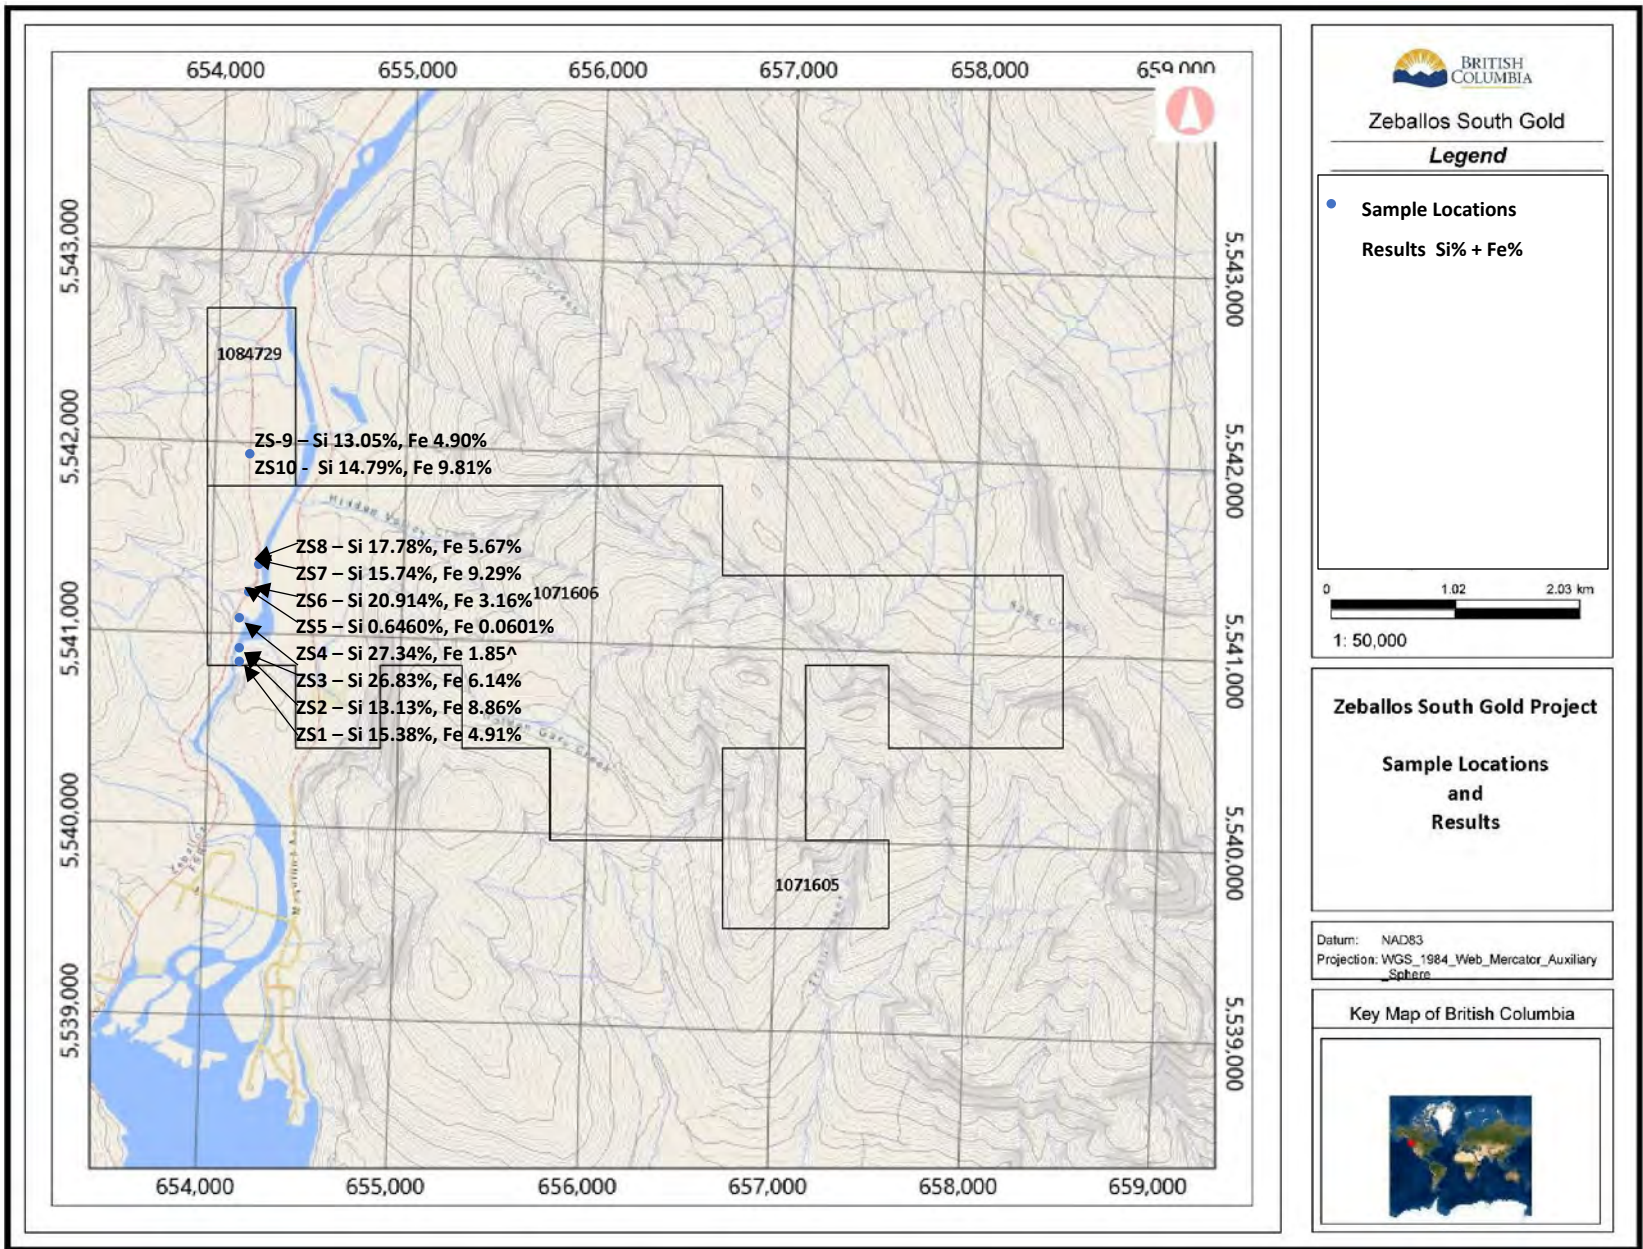 654,000 655,000 656,000 657,000 658,000 659,000
5,543,000
5,542,000
5,541,000
5,540,000
5,539,000
1084729
ZS-9 – Si 13.05%, Fe 4.90%
ZS10 - Si 14.79%, Fe 9.81%
Hidden Valley Creek
ZS8 – Si 17.78%, Fe 5.67%
ZS7 – Si 15.74%, Fe 9.29%
ZS6 – Si 20.914%, Fe 3.16%
1071606
ZS5 – Si 0.6460%, Fe 0.0601%
ZS4 – Si 27.34%, Fe 1.85^
ZS3 – Si 26.83%, Fe 6.14%
ZS2 – Si 13.13%, Fe 8.86%
ZS1 – Si 15.38%, Fe 4.91%
Creek
Creek
Zeballos
1071605
5,543,000
5,542,000
5,541,000
5,540,000
5,539,000
654,000 655,000 656,000 657,000 658,000 659,000
BRITISH
COLUMBIA
Zeballos South Gold
Legend
Sample Locations
Results Si% + Fe%
0 1.02 2.03 km
1: 50,000
Zeballos South Gold Project
Sample Locations
and
Results
Datum: NAD83
Projection: WGS_1984_Web_Mercator_Auxiliary
_Sphere
Key Map of British Columbia